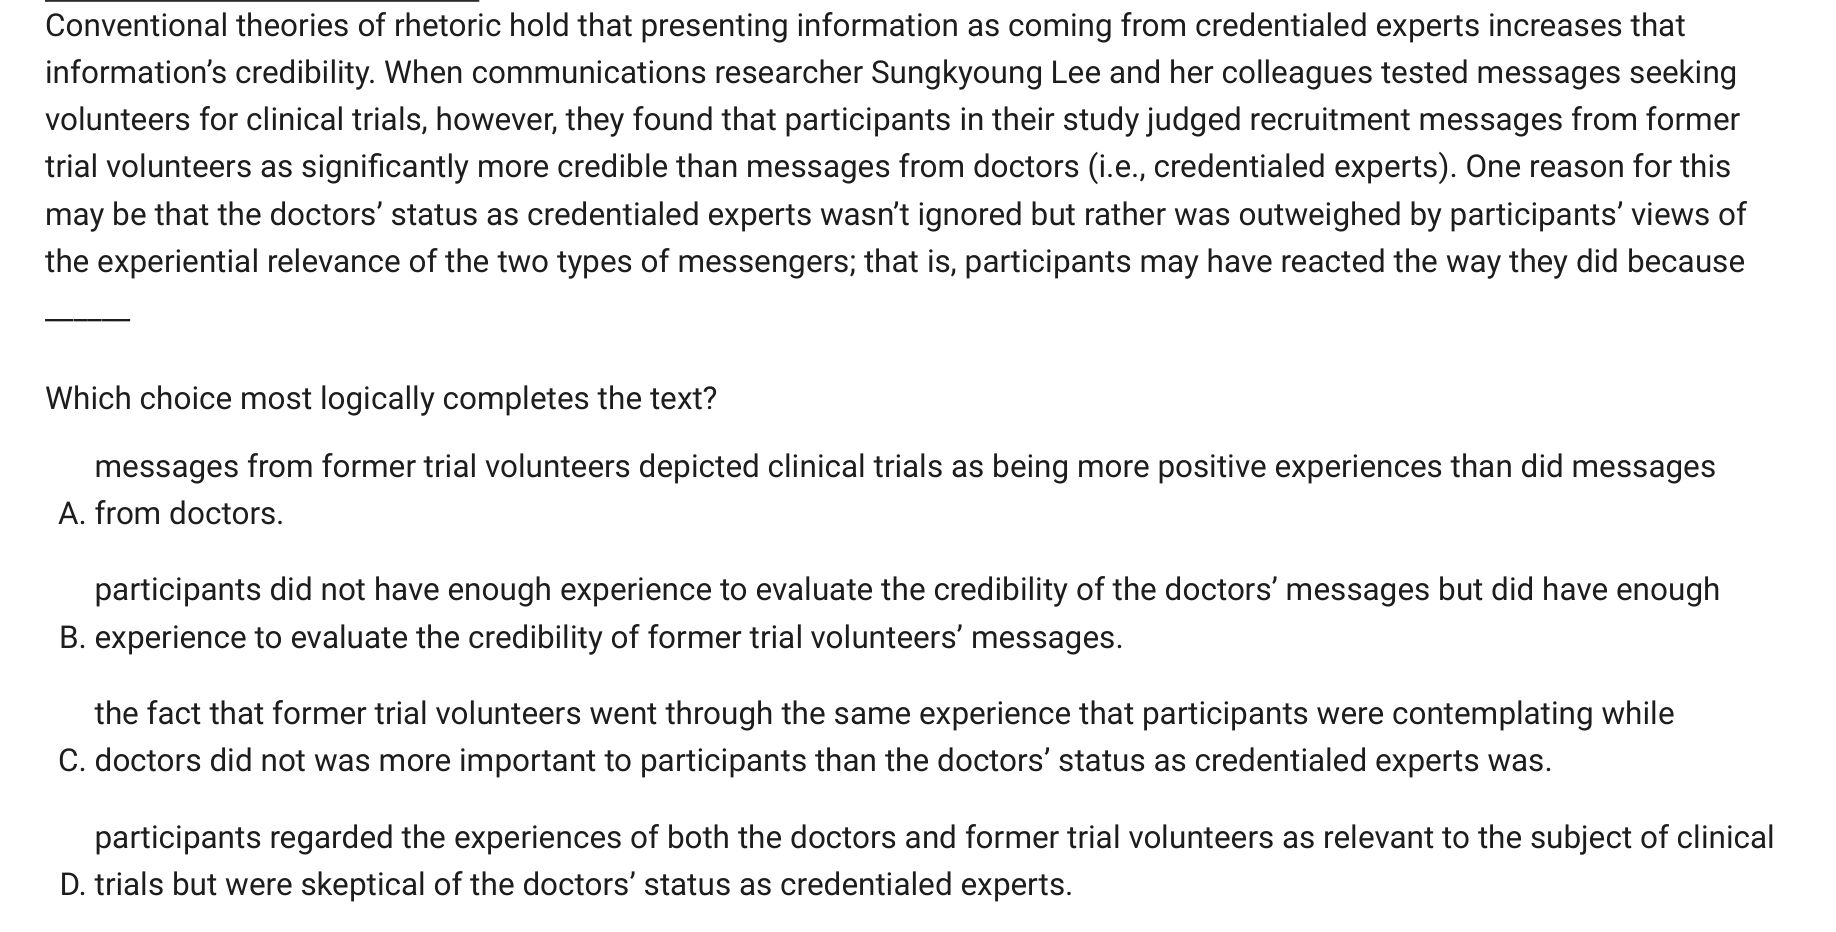 Conventional theories of rhetoric hold that presenting information as coming from credentialed experts increases that
information’s credibility. When communications researcher Sungkyoung Lee and her colleagues tested messages seeking
volunteers for clinical trials, however, they found that participants in their study judged recruitment messages from former
trial volunteers as significantly more credible than messages from doctors (i.e., credentialed experts). One reason for this
may be that the doctors’ status as credentialed experts wasn’t ignored but rather was outweighed by participants’ views of
the experiential relevance of the two types of messengers; that is, participants may have reacted the way they did because
______
Which choice most logically completes the text?
messages from former trial volunteers depicted clinical trials as being more positive experiences than did messages
A. from doctors.
participants did not have enough experience to evaluate the credibility of the doctors’ messages but did have enough
B. experience to evaluate the credibility of former trial volunteers’ messages.
the fact that former trial volunteers went through the same experience that participants were contemplating while
C. doctors did not was more important to participants than the doctors’ status as credentialed experts was.
participants regarded the experiences of both the doctors and former trial volunteers as relevant to the subject of clinical
D. trials but were skeptical of the doctors’ status as credentialed experts.